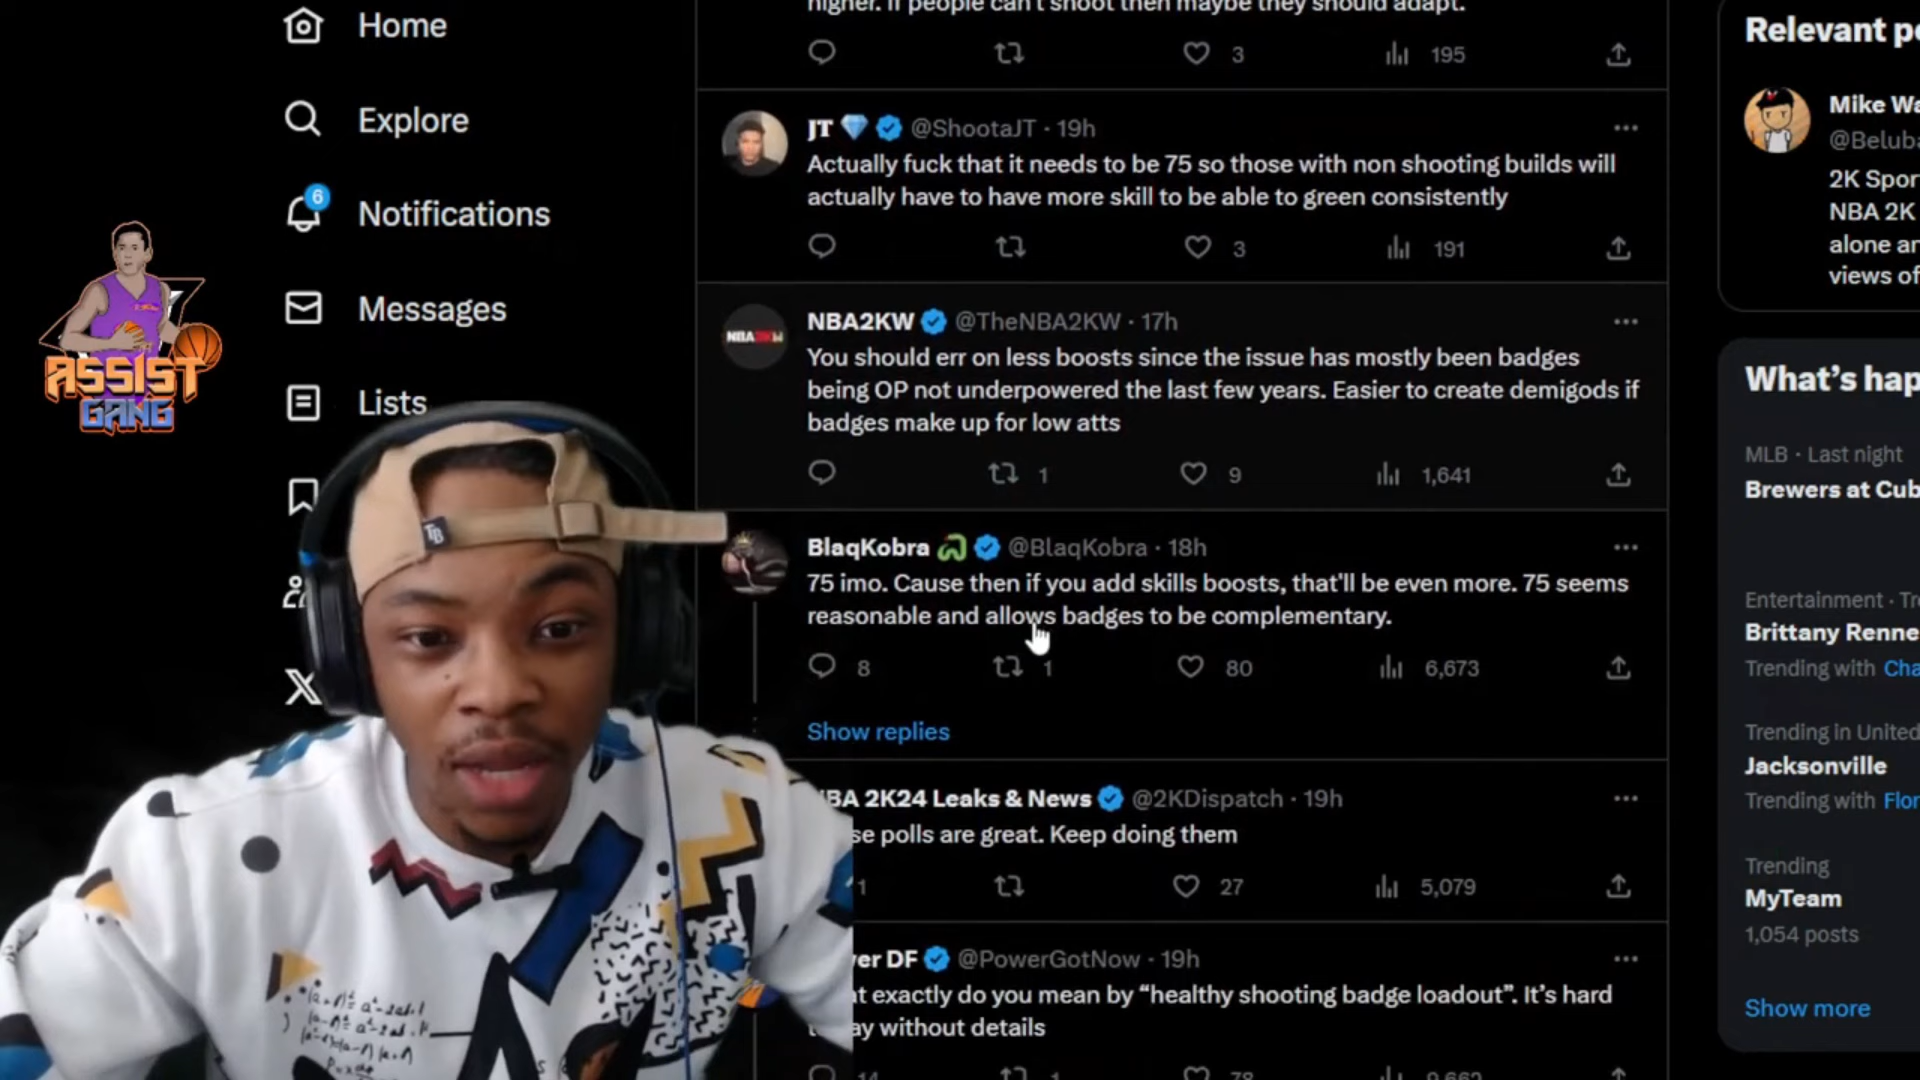 Home
Explore
6
Notifications
Messages
Lists
ASSIST
GANG
higher. If people can't shoot then maybe they should adapt.
3
195
JT @ShootaJT · 19h
Actually fuck that it needs to be 75 so those with non shooting builds will
actually have to have more skill to be able to green consistently
3
191
NBA2KW @TheNBA2KW · 17h
You should err on less boosts since the issue has mostly been badges
being OP not underpowered the last few years. Easier to create demigods if
badges make up for low atts
1
9
1,641
BlaqKobra @BlaqKobra · 18h
75 imo. Cause then if you add skills boosts, that'll be even more. 75 seems
reasonable and allows badges to be complementary.
8
1
80
6,673
Show replies
BA 2K24 Leaks & News @2KDispatch · 19h
se polls are great. Keep doing them
1
27
5,079
er DF @PowerGotNow · 19h
t exactly do you mean by “healthy shooting badge loadout”. It’s hard
ay without details
14
1
78
Relevant pe
Mike Wa
@Beluba
2K Spor
NBA 2K
alone an
views of
What’s hap
MLB · Last night
Brewers at Cub
Entertainment · Tre
Brittany Renne
Trending with Cha
Trending in United
Jacksonville
Trending with Flor
Trending
MyTeam
1,054 posts
Show more
TB